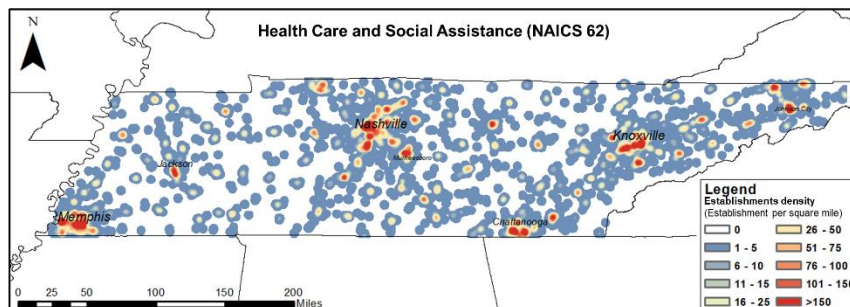 N
Health Care and Social Assistance (NAICS 62)
Nashville
Murfreesboro
Jackson
Memphis
Chattanooga
Knoxville
Johnson City
Legend
Establishments density
(Establishment per square mile)
0 26 - 50
1 - 5 51 - 75
6 - 10 76 - 100
11 - 15 101 - 150
16 - 25 >150
0 25 50 100 150 200
Miles